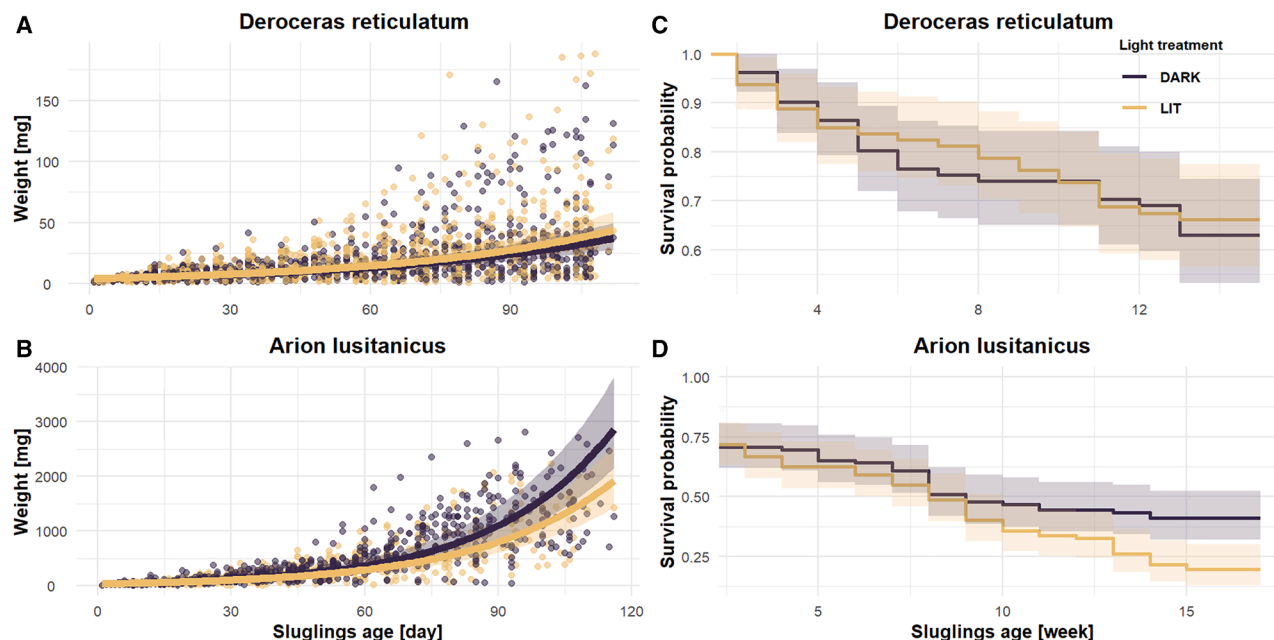 A
Deroceras reticulatum
Weight [mg]
150
100
50
0
0
30
60
90
B
Arion lusitanicus
Weight [mg]
4000
3000
2000
1000
0
0
30
60
90
120
Sluglings age [day]
C
Deroceras reticulatum
Light treatment
DARK
LIT
Survival probability
1.0
0.9
0.8
0.7
0.6
4
8
12
D
Arion lusitanicus
Survival probability
1.00
0.75
0.50
0.25
5
10
15
Sluglings age [week]